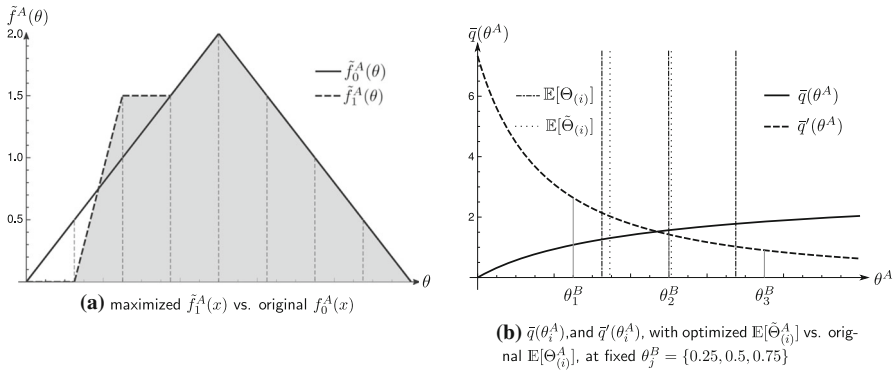 f̃^A(θ)
2.0
1.5
1.0
0.5
f̃_0^A(θ)
f̃_1^A(θ)
θ
(a) maximized f̃_1^A(x) vs. original f_0^A(x)
q̄(θ^A)
6
4
2
0
𝔼[Θ_(i)]
𝔼[Θ̃_(i)]
q̄(θ^A)
q̄′(θ^A)
θ_1^B
θ_2^B
θ_3^B
θ^A
(b) q̄(θ_i^A),and q̄′(θ_i^A), with optimized 𝔼[Θ̃_(i)^A] vs. orig-
nal 𝔼[Θ_(i)^A], at fixed θ_j^B = {0.25, 0.5, 0.75}